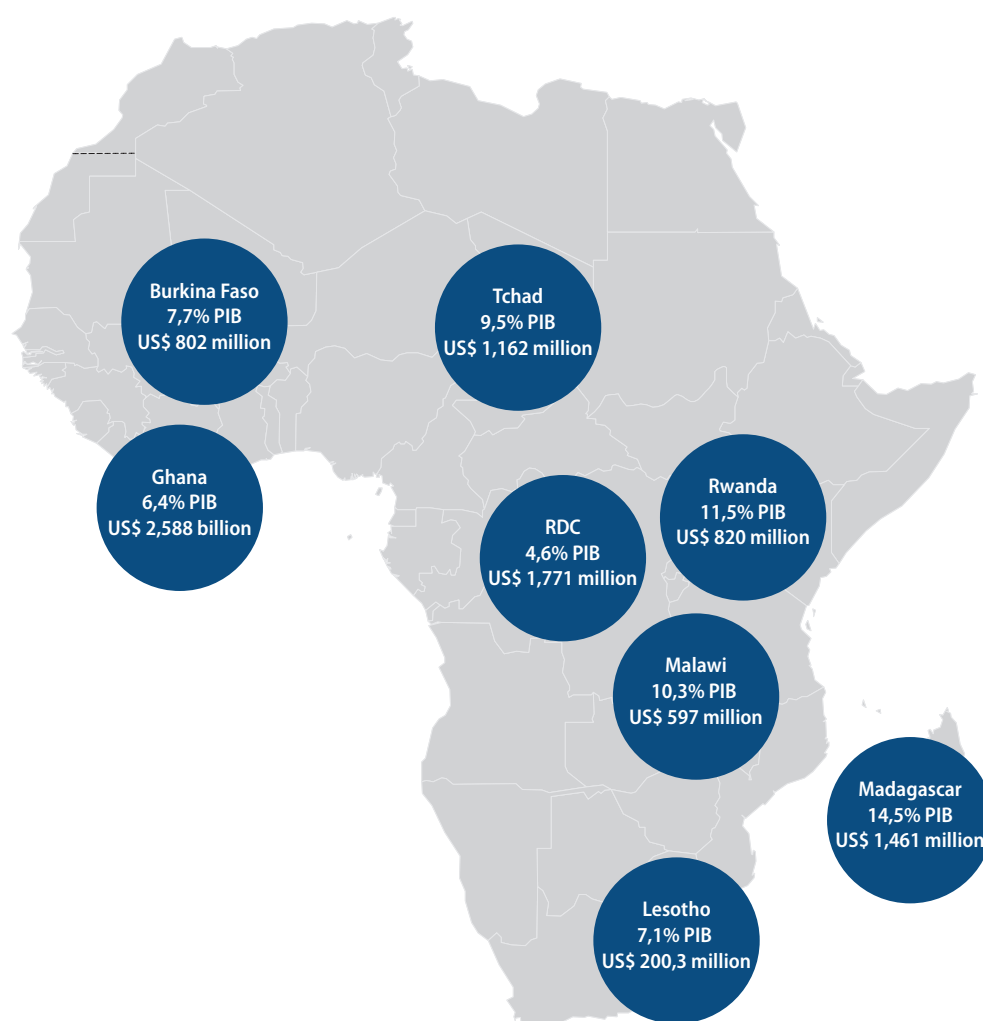 Burkina Faso
7,7% PIB
US$ 802 million
Tchad
9,5% PIB
US$ 1,162 million
Ghana
6,4% PIB
US$ 2,588 billion
RDC
4,6% PIB
US$ 1,771 million
Rwanda
11,5% PIB
US$ 820 million
Malawi
10,3% PIB
US$ 597 million
Madagascar
14,5% PIB
US$ 1,461 million
Lesotho
7,1% PIB
US$ 200,3 million